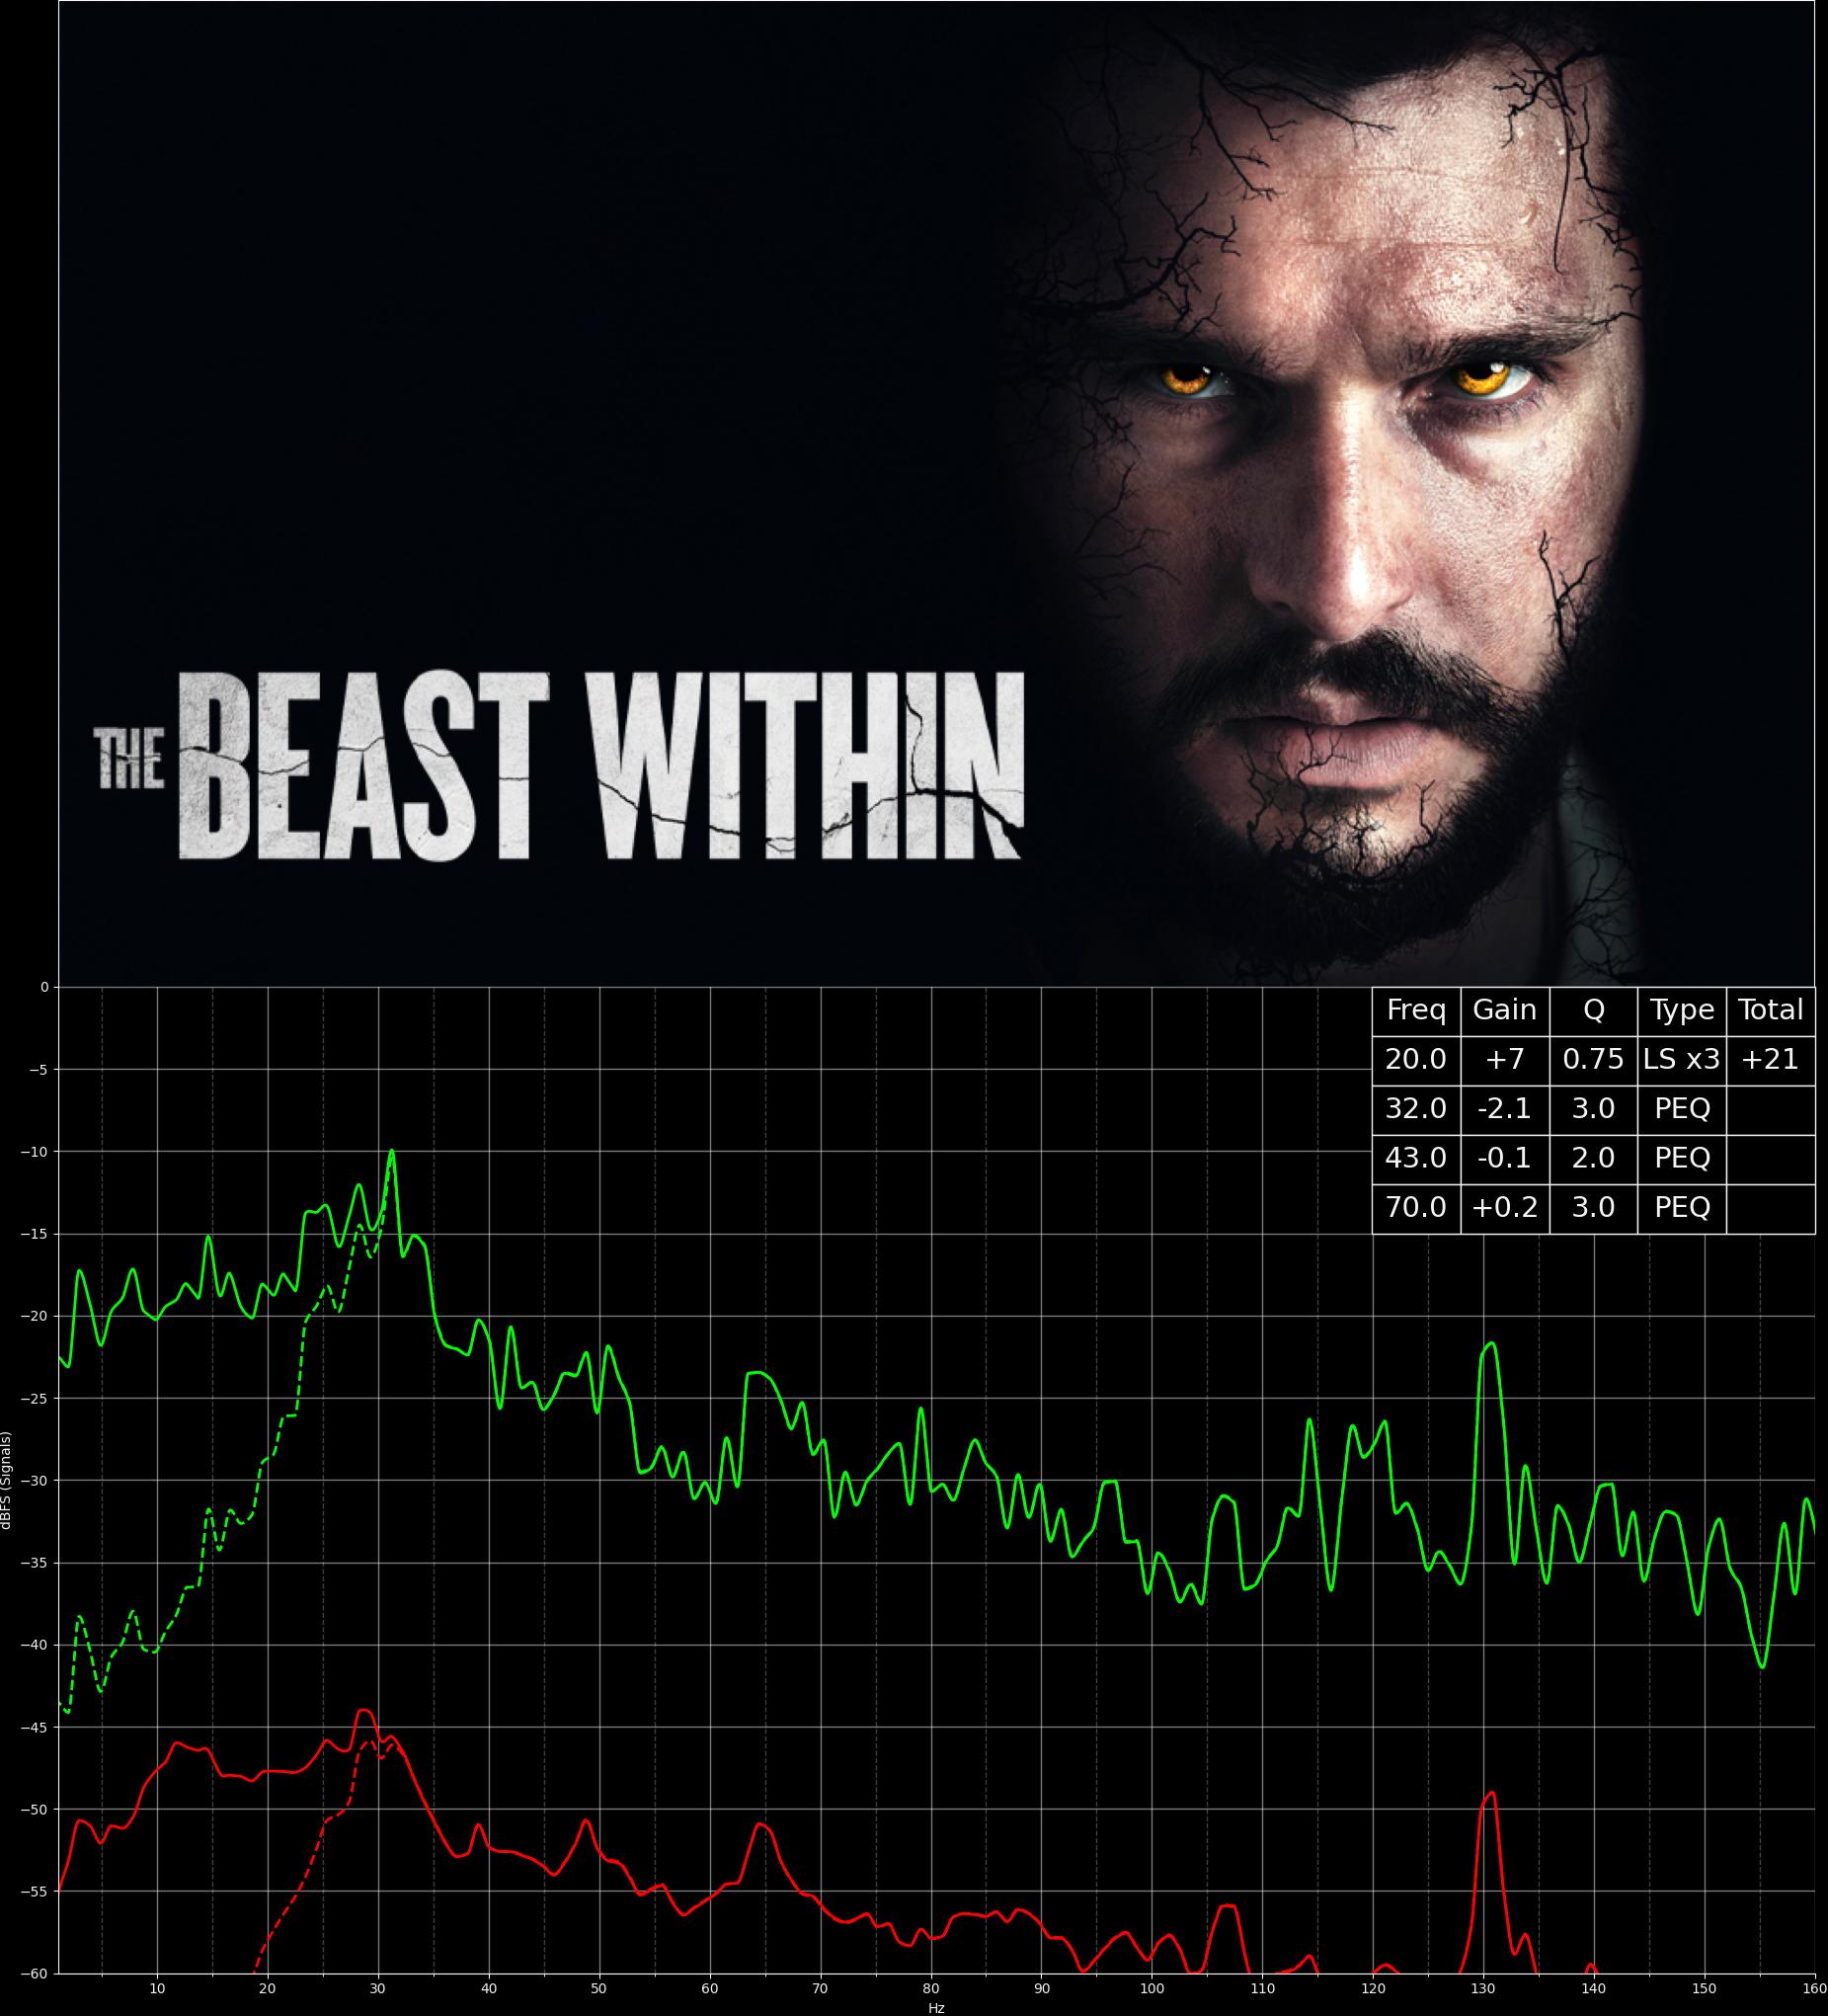 THE BEAST WITHIN
Freq Gain Q Type Total
20.0 +7 0.75 LS x3 +21
32.0 -2.1 3.0 PEQ
43.0 -0.1 2.0 PEQ
70.0 +0.2 3.0 PEQ
0
−5
−10
−15
−20
−25
−30
−35
−40
−45
−50
−55
−60
dBFS (Signals)
10 20 30 40 50 60 70 80 90 100 110 120 130 140 150 160
Hz